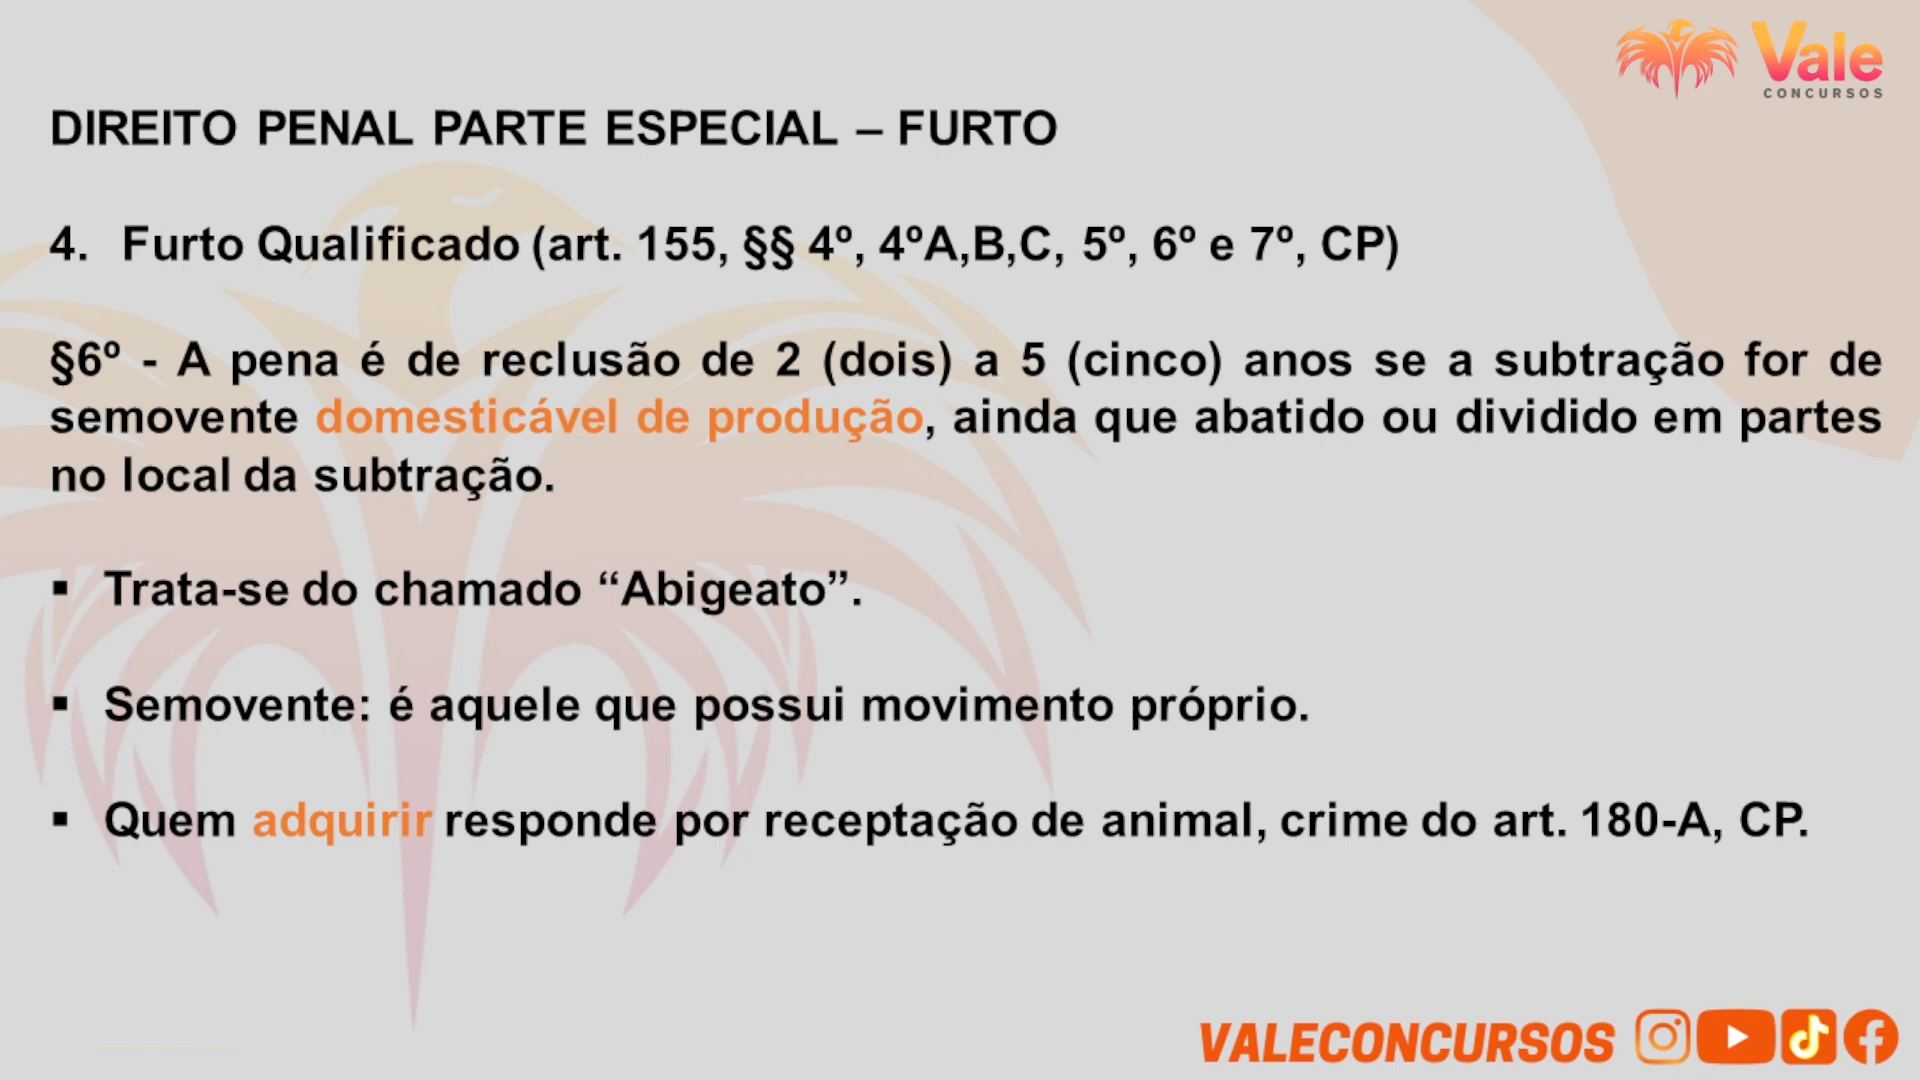 Vale
CONCURSOS
DIREITO PENAL PARTE ESPECIAL – FURTO
4. Furto Qualificado (art. 155, §§ 4º, 4ºA,B,C, 5º, 6º e 7º, CP)
§6º - A pena é de reclusão de 2 (dois) a 5 (cinco) anos se a subtração for de
semovente domesticável de produção, ainda que abatido ou dividido em partes
no local da subtração.
▪ Trata-se do chamado “Abigeato”.
▪ Semovente: é aquele que possui movimento próprio.
▪ Quem adquirir responde por receptação de animal, crime do art. 180-A, CP.
VALECONCURSOS